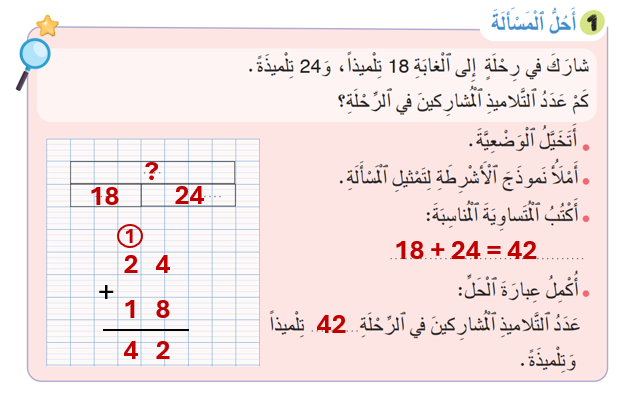 1 أَحُلُّ ٱلْمَسْأَلَةَ
شارَكَ في رِحْلَةٍ إِلى ٱلْغابَةِ 18 تِلْميذاً، وَ24 تِلْميذَةً.
كَمْ عَدَدُ ٱلتَّلاميذِ ٱلْمُشارِكينَ في ٱلرِّحْلَةِ؟
• أَتَخَيَّلُ ٱلْوَضْعِيَّةَ.
• أَمْلَأُ نَموذَجَ ٱلْأَشْرِطَةِ لِتَمْثيلِ ٱلْمَسْأَلَةِ.
• أَكْتُبُ ٱلْمُتَساوِيَةَ ٱلْمُناسِبَةَ:
18 + 24 = 42
• أُكْمِلُ عِبارَةَ ٱلْحَلِّ:
عَدَدُ ٱلتَّلاميذِ ٱلْمُشارِكينَ في ٱلرِّحْلَةِ 42 تِلْميذاً
وَتِلْميذَةً.
?
18 24
1
2 4
+
1 8
4 2